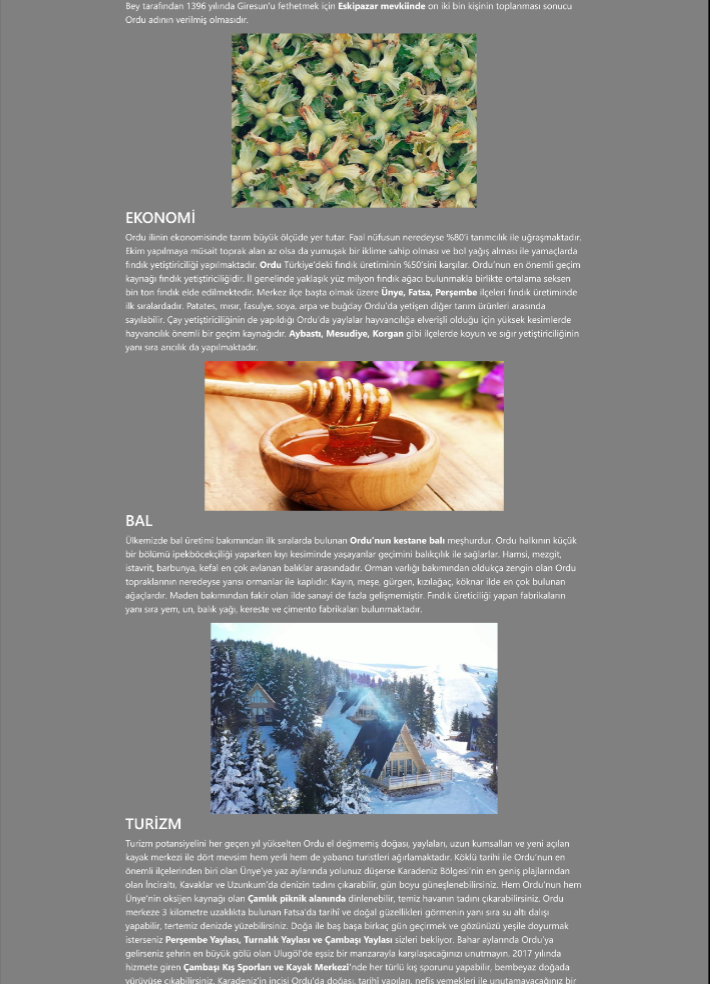 Bey tarafından 1396 yılında Giresun'u fethetmek için Eskipazar mevkiinde on iki bin kişinin toplanması sonucu
Ordu adının verilmiş olmasıdır.
EKONOMİ
Ordu ilinin ekonomisinde tarım büyük ölçüde yer tutar. Faal nüfusun neredeyse %80'i tarımcılık ile uğraşmaktadır.
Ekim yapılmaya müsait toprak alan az olsa da yumuşak bir iklime sahip olması ve bol yağış alması ile yamaçlarda
fındık yetiştiriciliği yapılmaktadır. Ordu Türkiye'deki fındık üretiminin %50'sini karşılar. Ordu'nun en önemli geçim
kaynağı fındık yetiştiriciliğidir. İl genelinde yaklaşık yüz milyon fındık ağacı bulunmakla birlikte ortalama seksen
bin ton fındık elde edilmektedir. Merkez ilçe başta olmak üzere Ünye, Fatsa, Perşembe ilçeleri fındık üretiminde
ilk sıralardadır. Patates, mısır, fasulye, soya, arpa ve buğday Ordu'da yetişen diğer tarım ürünleri arasında
sayılabilir. Çay yetiştiriciliğinin de yapıldığı Ordu'da yaylalar hayvancılığa elverişli olduğu için yüksek kesimlerde
hayvancılık önemli bir geçim kaynağıdır. Aybastı, Mesudiye, Korgan gibi ilçelerde koyun ve sığır yetiştiriciliğinin
yanı sıra arıcılık da yapılmaktadır.
BAL
Ülkemizde bal üretimi bakımından ilk sıralarda bulunan Ordu'nun kestane balı meşhurdur. Ordu halkının küçük
bir bölümü ipekböcekçiliği yaparken kıyı kesiminde yaşayanlar geçimini balıkçılık ile sağlarlar. Hamsi, mezgit,
istavrit, barbunya, kefal en çok avlanan balıklar arasındadır. Orman varlığı bakımından oldukça zengin olan Ordu
topraklarının neredeyse yarısı ormanlar ile kaplıdır. Kayın, meşe, gürgen, kızılağaç, köknar ilde en çok bulunan
ağaçlardır. Maden bakımından fakir olan ilde sanayi de fazla gelişmemiştir. Fındık üreticiliği yapan fabrikaların
yanı sıra yem, un, balık yağı, kereste ve çimento fabrikaları bulunmaktadır.
TURİZM
Turizm potansiyelini her geçen yıl yükselten Ordu el değmemiş doğası, yaylaları, uzun kumsalları ve yeni açılan
kayak merkezi ile dört mevsim hem yerli hem de yabancı turistleri ağırlamaktadır. Köklü tarihi ile Ordu'nun en
önemli ilçelerinden biri olan Ünye'ye yaz aylarında yolunuz düşerse Karadeniz Bölgesi'nin en geniş plajlarından
olan İnciraltı, Kavaklar ve Uzunkum'da denizin tadını çıkarabilir, gün boyu güneşlenebilirsiniz. Hem Ordu'nun hem
Ünye'nin oksijen kaynağı olan Çamlık piknik alanında dinlenebilir, temiz havanın tadını çıkarabilirsiniz. Ordu
merkeze 3 kilometre uzaklıkta bulunan Fatsa'da tarihî ve doğal güzellikleri görmenin yanı sıra su altı dalışı
yapabilir, tertemiz denizde yüzebilirsiniz. Doğa ile baş başa birkaç gün geçirmek ve gözünüzü yeşile doyurmak
isterseniz Perşembe Yaylası, Turnalık Yaylası ve Çambaşı Yaylası sizleri bekliyor. Bahar aylarında Ordu'ya
gelirseniz şehrin en büyük gölü olan Ulugöl'de eşsiz bir manzarayla karşılaşacağınızı unutmayın. 2017 yılında
hizmete giren Çambaşı Kış Sporları ve Kayak Merkezi'nde her türlü kış sporunu yapabilir, bembeyaz doğada
yürüyüşe çıkabilirsiniz. Karadeniz'in incisi Ordu'da doğası, tarihî yapıları, nefis yemekleri ile unutamayacağınız bir